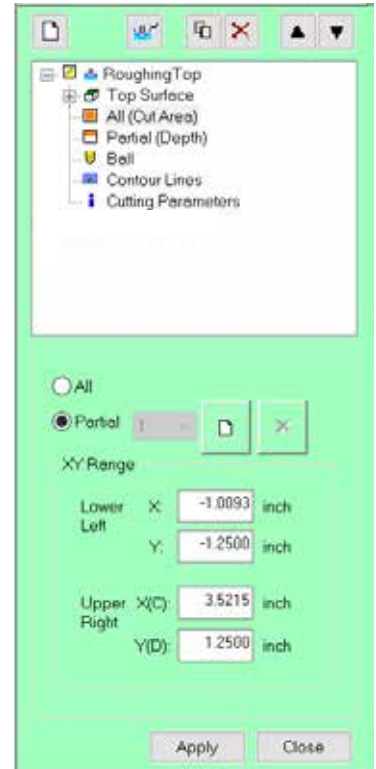 RoughingTop
Top Surface
All (Cut Area)
Partial (Depth)
Ball
Contour Lines
Cutting Parameters
All
Partial 1
XY Range
Lower Left X: -1.0093 inch
Y: -1.2500 inch
Upper Right X(C): 3.5215 inch
Y(D): 1.2500 inch
Apply Close